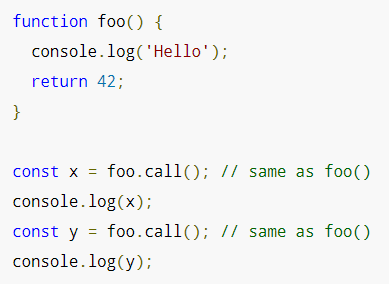 function foo() {
  console.log('Hello');
  return 42;
}

const x = foo.call(); // same as foo()
console.log(x);
const y = foo.call(); // same as foo()
console.log(y);